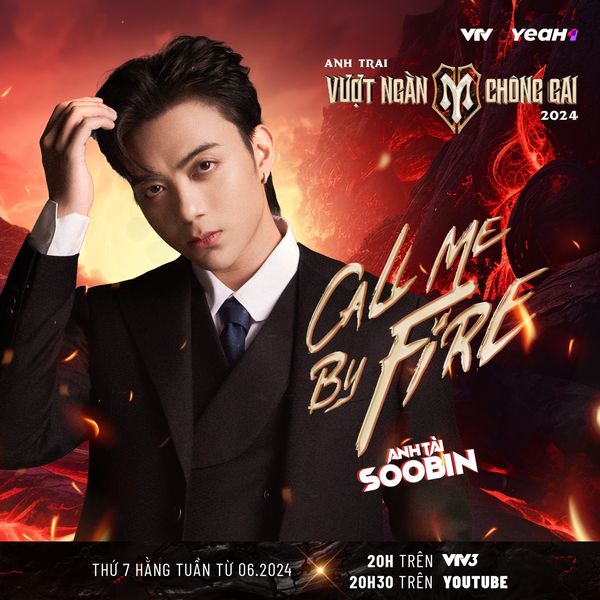 VTV YEAH1
ANH TRAI
VƯỢT NGÀN CHÔNG GAI
2024
CALL ME
BY FIRE
ANH TÀI
SOOBIN
THỨ 7 HẰNG TUẦN TỪ 06.2024
20H TRÊN VTV3
20H30 TRÊN YOUTUBE